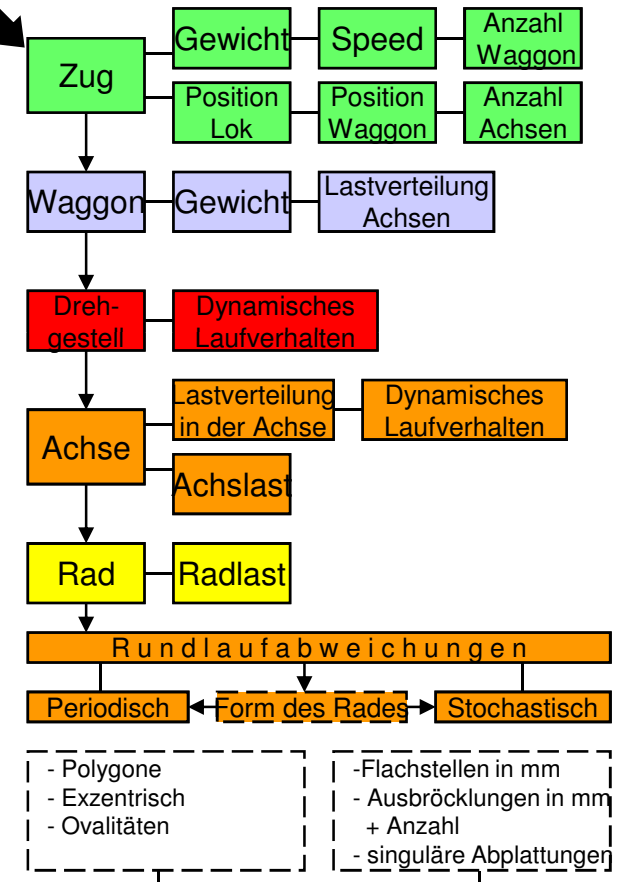 Zug
Gewicht
Speed
Anzahl
Waggon
Position
Lok
Position
Waggon
Anzahl
Achsen
Waggon
Gewicht
Lastverteilung
Achsen
Dreh-
gestell
Dynamisches
Laufverhalten
Achse
Lastverteilung
in der Achse
Dynamisches
Laufverhalten
Achslast
Rad
Radlast
Rundlaufabweichungen
Periodisch
Form des Rades
Stochastisch
- Polygone
- Exzentrisch
- Ovalitäten
-Flachstellen in mm
- Ausbröcklungen in mm
+ Anzahl
- singuläre Abplattungen